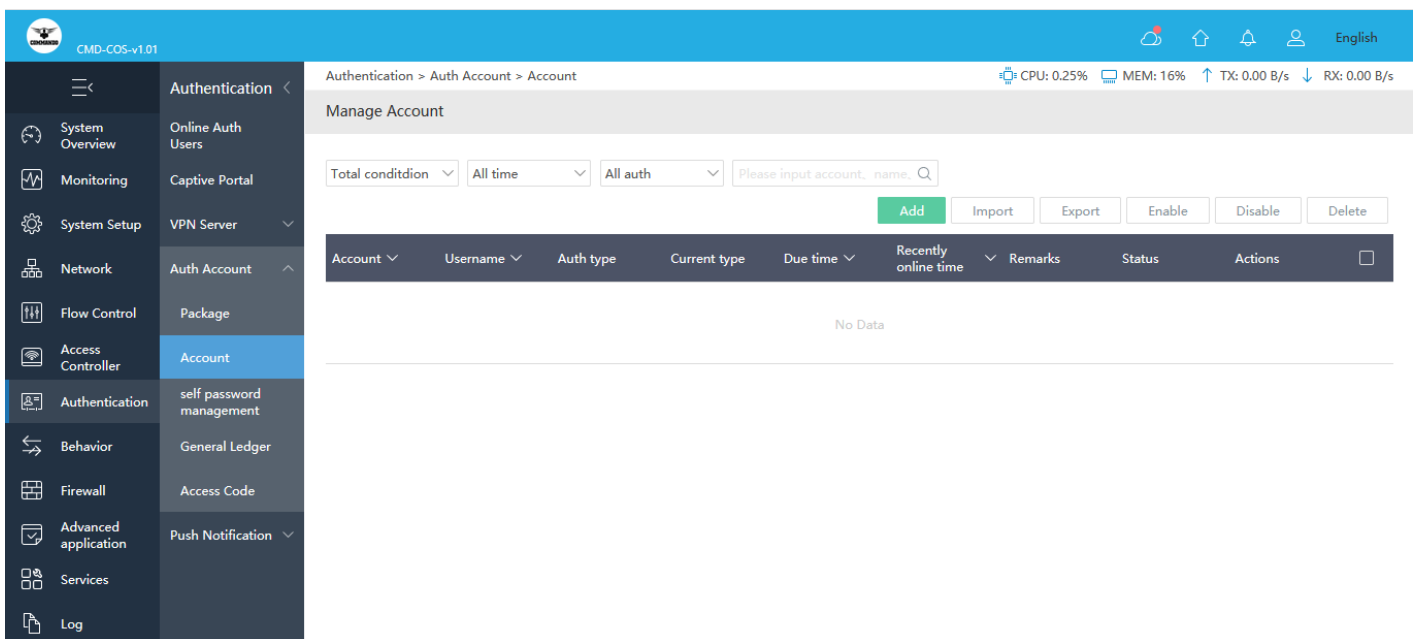 COMMANDO
CMD-COS-v1.01
English
Authentication
Authentication > Auth Account > Account
CPU: 0.25%
MEM: 16%
TX: 0.00 B/s
RX: 0.00 B/s
Manage Account
System
Overview
Monitoring
System Setup
Network
Flow Control
Access
Controller
Authentication
Behavior
Firewall
Advanced
application
Services
Log
Online Auth
Users
Captive Portal
VPN Server
Auth Account
Package
Account
self password
management
General Ledger
Access Code
Push Notification
Total conditdion
All time
All auth
Please input account, name,
Add
Import
Export
Enable
Disable
Delete
Account
Username
Auth type
Current type
Due time
Recently
online time
Remarks
Status
Actions
No Data